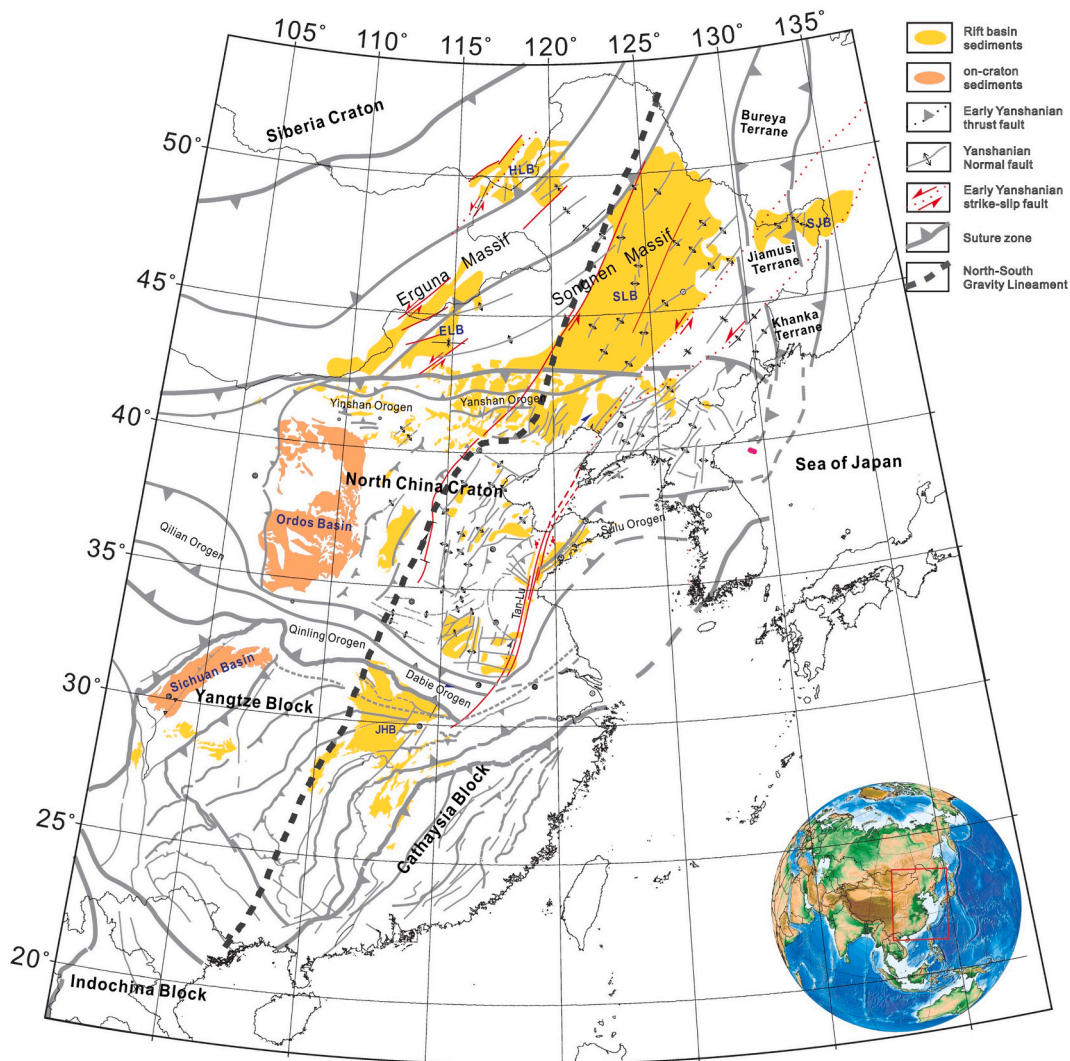 105°
110°
115°
120°
125°
130°
135°
50°
45°
40°
35°
30°
25°
20°
Rift basin
sediments
on-craton
sediments
Early Yanshanian
thrust fault
Yanshanian
Normal fault
Early Yanshanian
strike-slip fault
Suture zone
North-South
Gravity Lineament
Siberia Craton
Bureya
Terrane
HLB
SJB
Jiamusi
Terrane
Erguna Massif
Songnen Massif
SLB
ELB
Khanka
Terrane
Yinshan Orogen
Yanshan Orogen
Sea of Japan
North China Craton
Ordos Basin
Sulu Orogen
Qilian Orogen
Tan-Lu
Qinling Orogen
Dabie Orogen
Sichuan Basin
Yangtze Block
JHB
Cathaysia Block
Indochina Block